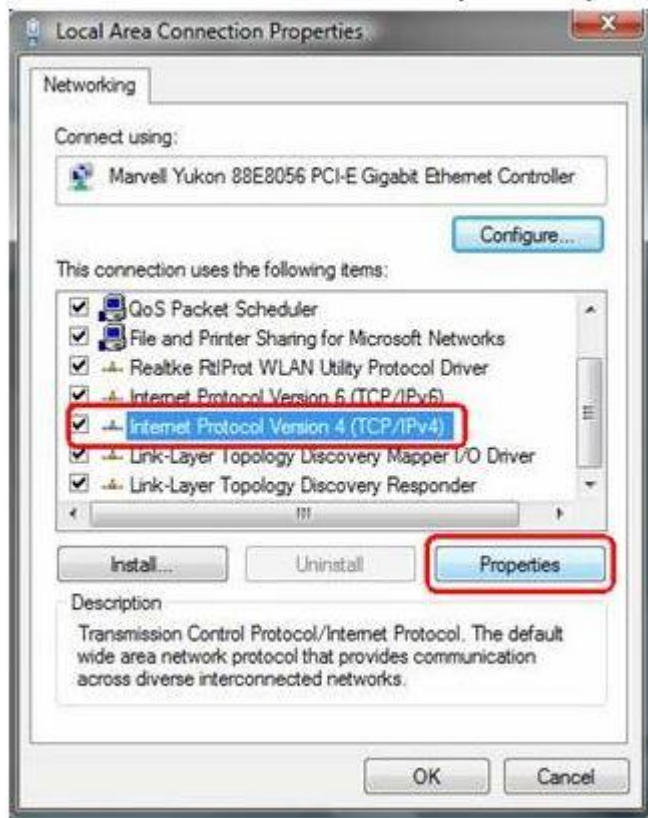 Local Area Connection Properties
Networking
Connect using:
Marvell Yukon 88E8056 PCI-E Gigabit Ethernet Controller
Configure...
This connection uses the following items:
QoS Packet Scheduler
File and Printer Sharing for Microsoft Networks
Realtke RtlProt WLAN Utility Protocol Driver
Internet Protocol Version 6 (TCP/IPv6)
Internet Protocol Version 4 (TCP/IPv4)
Link-Layer Topology Discovery Mapper I/O Driver
Link-Layer Topology Discovery Responder
Install...
Uninstall
Properties
Description
Transmission Control Protocol/Internet Protocol. The default
wide area network protocol that provides communication
across diverse interconnected networks.
OK
Cancel